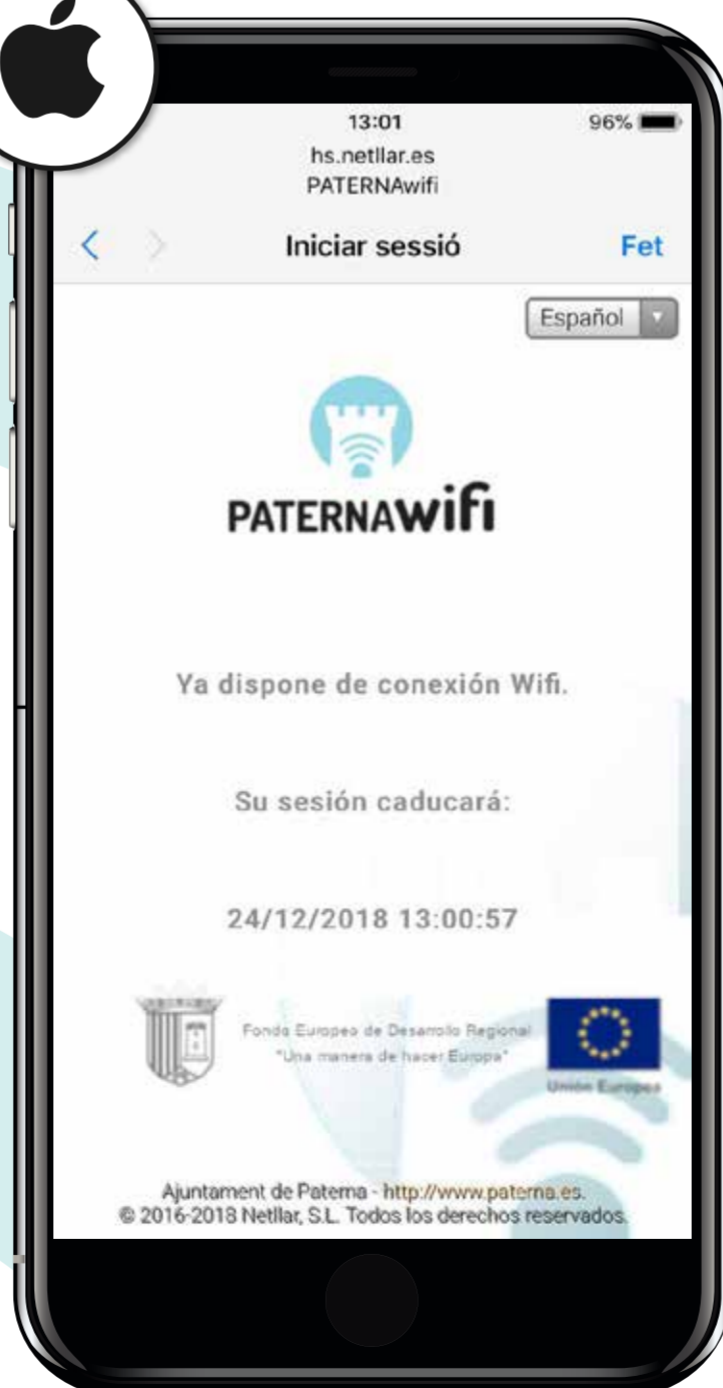 13:01 96%
hs.netllar.es
PATERNAwifi
Iniciar sessió Fet
Español
PATERNAwifi
Ya dispone de conexión Wifi.
Su sesión caducará:
24/12/2018 13:00:57
Fondo Europeo de Desarrollo Regional
"Una manera de hacer Europa"
Unión Europea
Ajuntament de Paterna - http://www.paterna.es.
© 2016-2018 Netllar, S.L. Todos los derechos reservados.